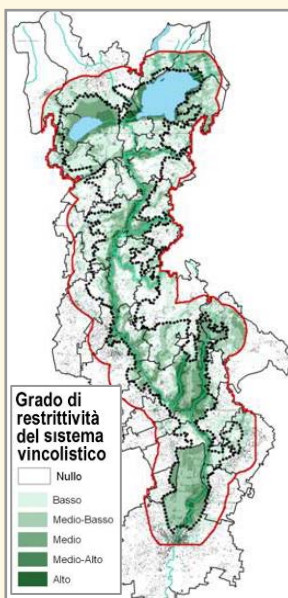 Grado di
restrittività
del sistema
vincolistico
Nullo
Basso
Medio-Basso
Medio
Medio-Alto
Alto